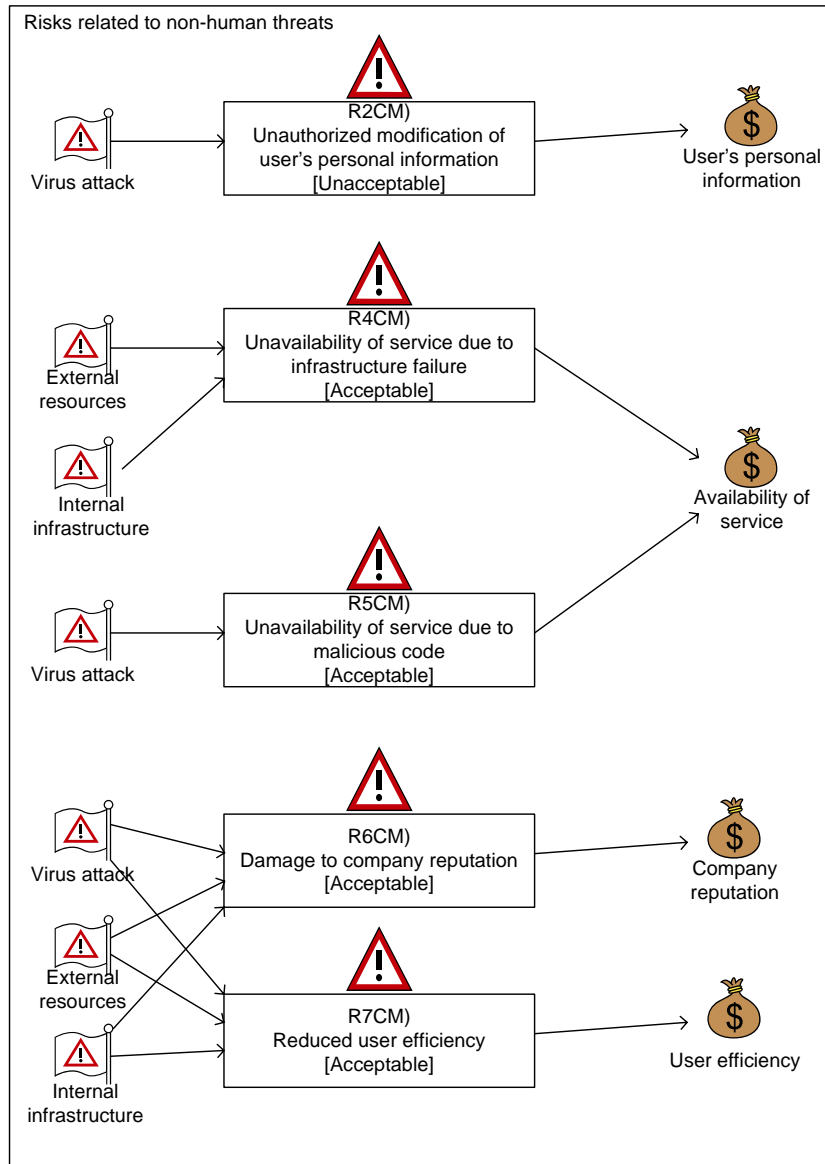 Risks related to non-human threats
R2CM)
Unauthorized modification of
user's personal information
[Unacceptable]
Virus attack
$
User's personal
information
R4CM)
Unavailability of service due to
infrastructure failure
[Acceptable]
External
resources
Internal
infrastructure
$
Availability of
service
R5CM)
Unavailability of service due to
malicious code
[Acceptable]
Virus attack
R6CM)
Damage to company reputation
[Acceptable]
Virus attack
$
Company
reputation
External
resources
R7CM)
Reduced user efficiency
[Acceptable]
Internal
infrastructure
$
User efficiency